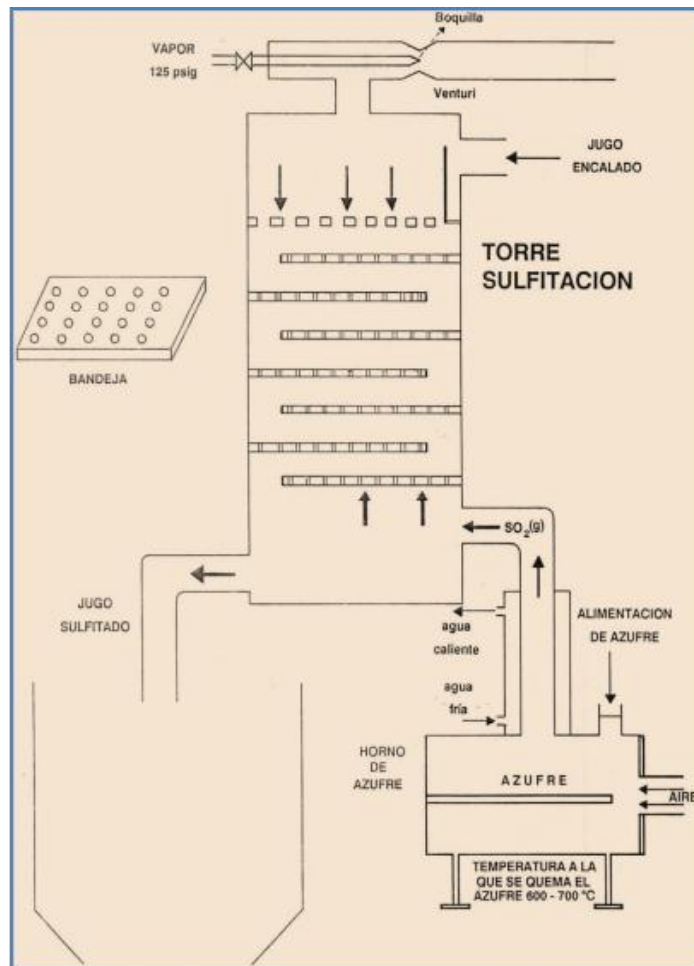 Boquilla
VAPOR
125 psig
Venturi
JUGO
ENCALADO
TORRE
SULFITACION
BANDEJA
SO2(g)
JUGO
SULFITADO
agua
caliente
ALIMENTACION
DE AZUFRE
agua
fría
HORNO
DE
AZUFRE
AZUFRE
AIRE
TEMPERATURA A LA
QUE SE QUEMA EL
AZUFRE 600 - 700 °C